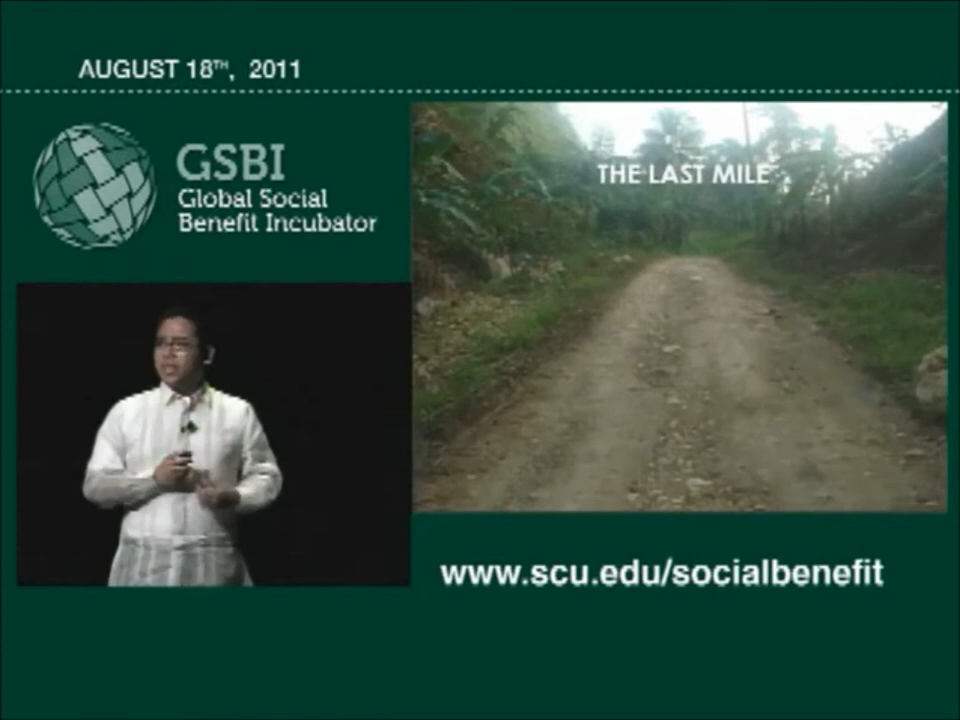 AUGUST 18TH, 2011
GSBI
Global Social
Benefit Incubator
THE LAST MILE
www.scu.edu/socialbenefit